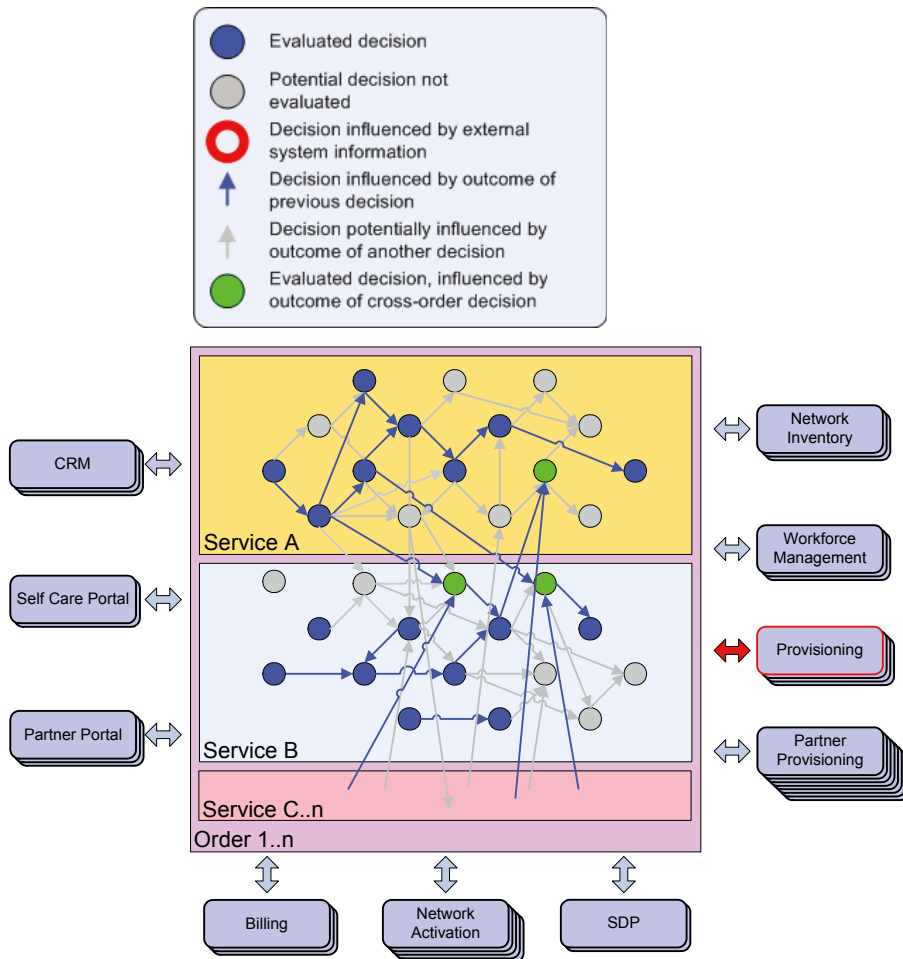 Evaluated decision
Potential decision not
evaluated
Decision influenced by external
system information
Decision influenced by outcome of
previous decision
Decision potentially influenced by
outcome of another decision
Evaluated decision, influenced by
outcome of cross-order decision
CRM
Self Care Portal
Partner Portal
Service A
Service B
Service C..n
Order 1..n
Network
Inventory
Workforce
Management
Provisioning
Partner
Provisioning
Billing
Network
Activation
SDP